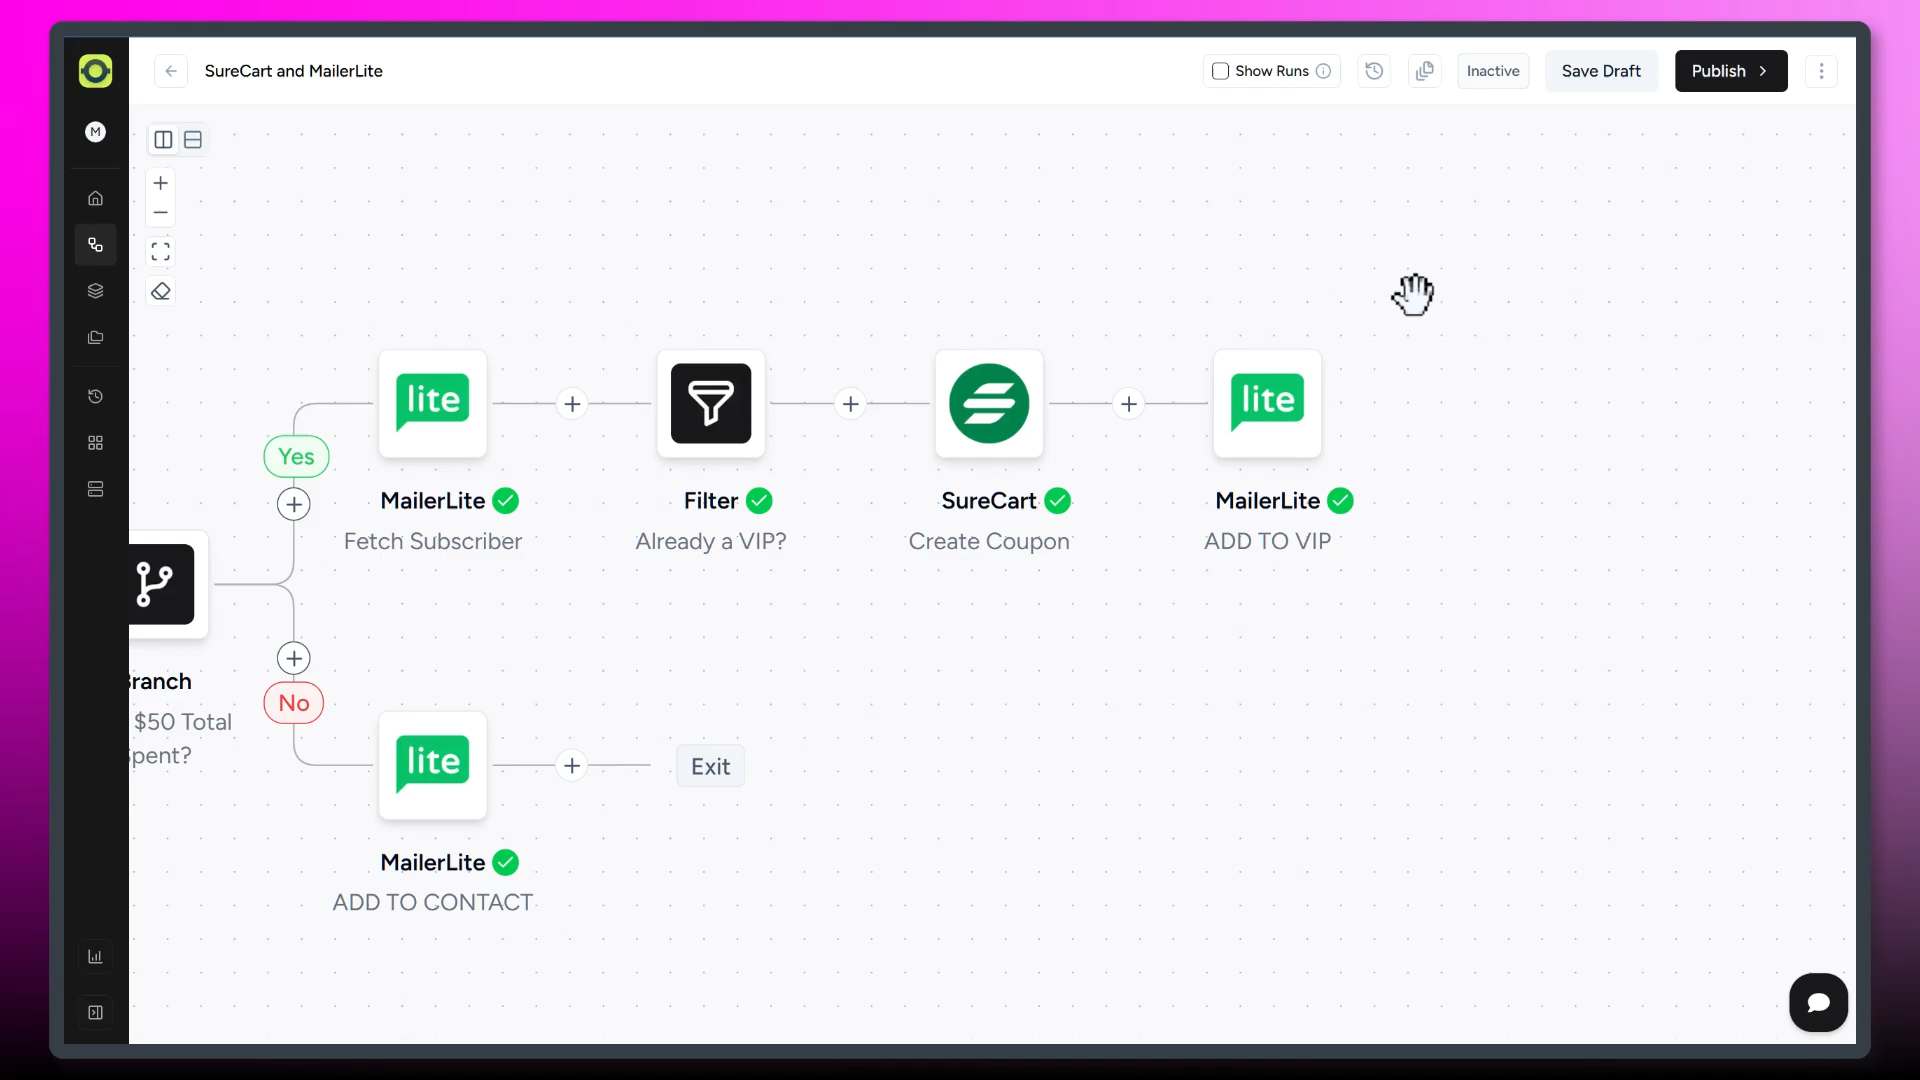 SureCart and MailerLite
Show Runs
Inactive
Save Draft
Publish
M
lite
lite
Yes
MailerLite
Filter
SureCart
MailerLite
Fetch Subscriber
Already a VIP?
Create Coupon
ADD TO VIP
ranch
$50 Total
pent?
No
lite
Exit
MailerLite
ADD TO CONTACT